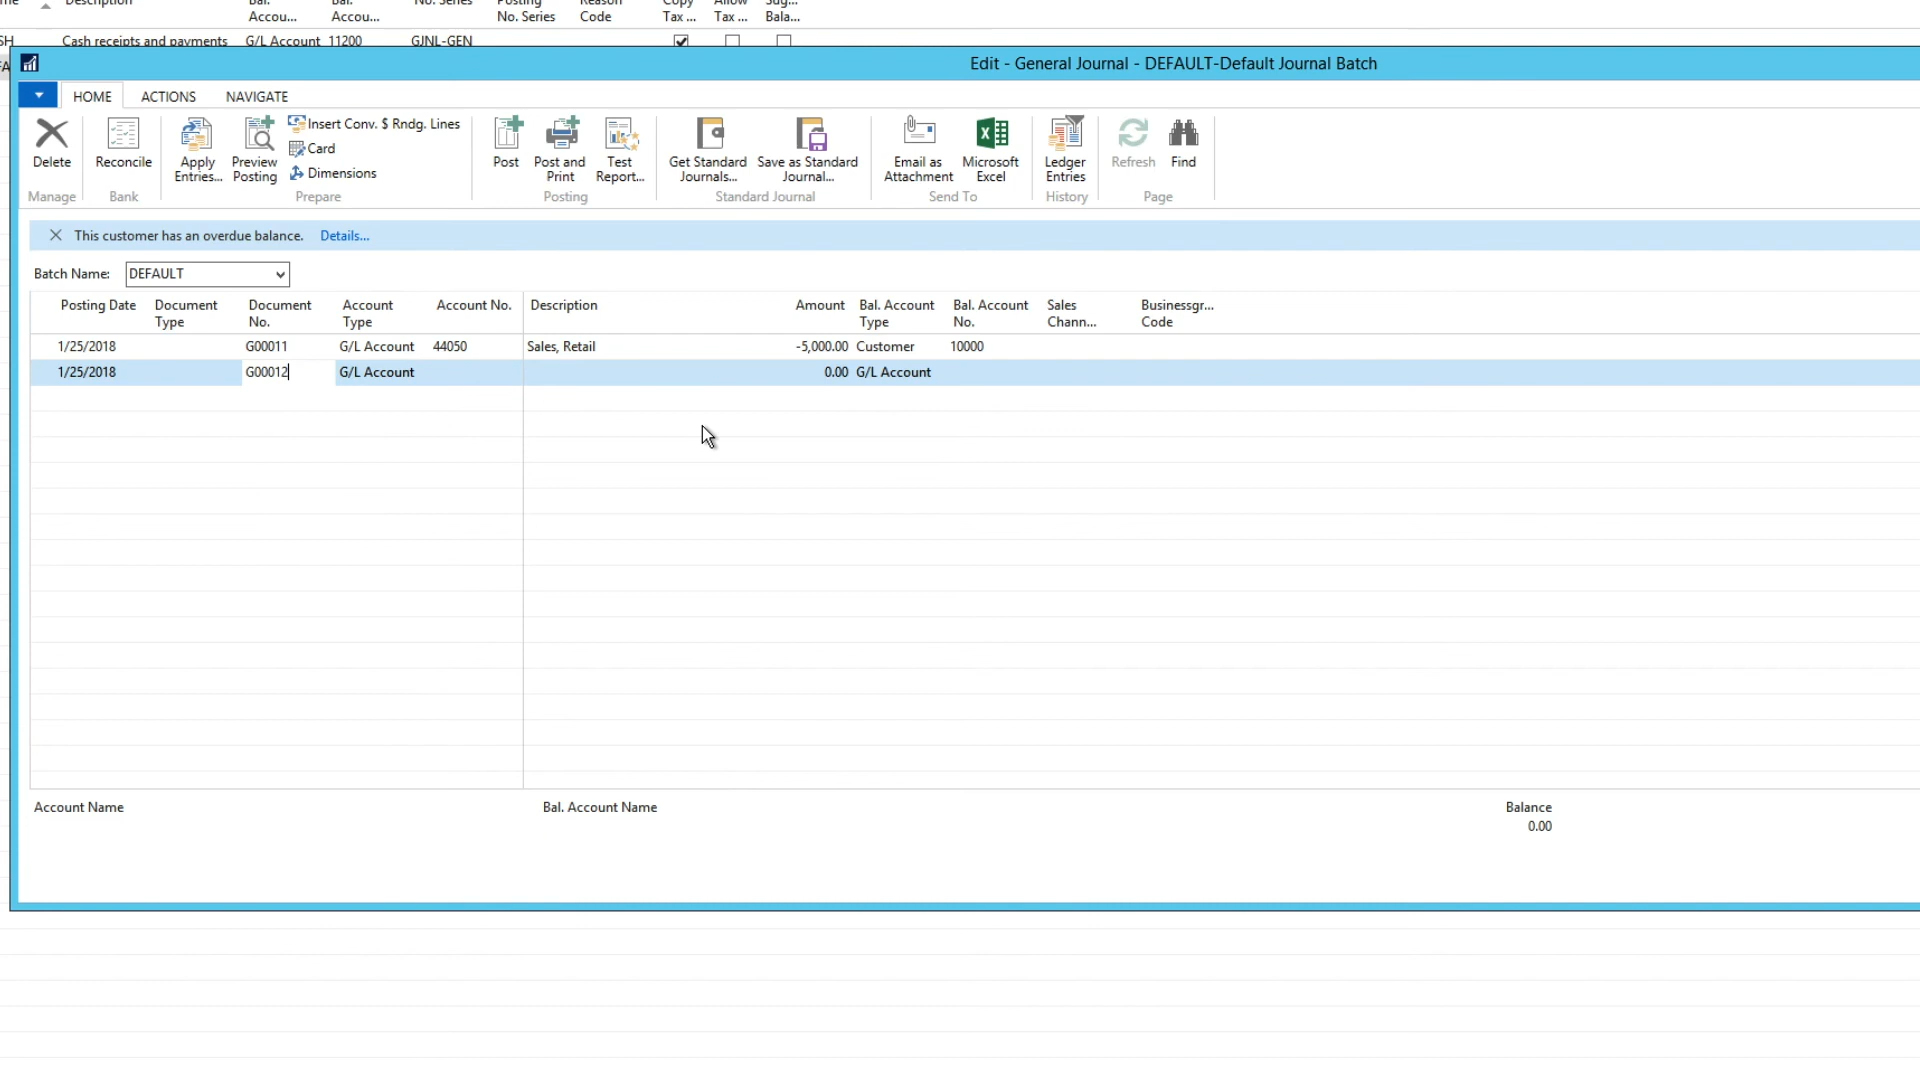 Description Bal. Bal. No. Series Posting Reason Copy Allow Sug...
Accou... Accou... No. Series Code Tax ... Tax ... Bala...
SH Cash receipts and payments G/L Account 11200 GJNL-GEN
Edit - General Journal - DEFAULT-Default Journal Batch
HOME ACTIONS NAVIGATE
Delete
Manage
Reconcile
Bank
Apply
Entries...
Preview
Posting
Insert Conv. $ Rndg. Lines
Card
Dimensions
Prepare
Post
Post and
Print
Test
Report...
Posting
Get Standard
Journals...
Save as Standard
Journal...
Standard Journal
Email as
Attachment
Microsoft
Excel
Send To
Ledger
Entries
History
Refresh
Find
Page
This customer has an overdue balance. Details...
Batch Name: DEFAULT
Posting Date Document Document Account Account No. Description Amount Bal. Account Bal. Account Sales Businessgr...
Type No. Type Type No. Chann... Code
1/25/2018 G00011 G/L Account 44050 Sales, Retail -5,000.00 Customer 10000
1/25/2018 G00012 G/L Account 0.00 G/L Account
Account Name Bal. Account Name Balance
0.00